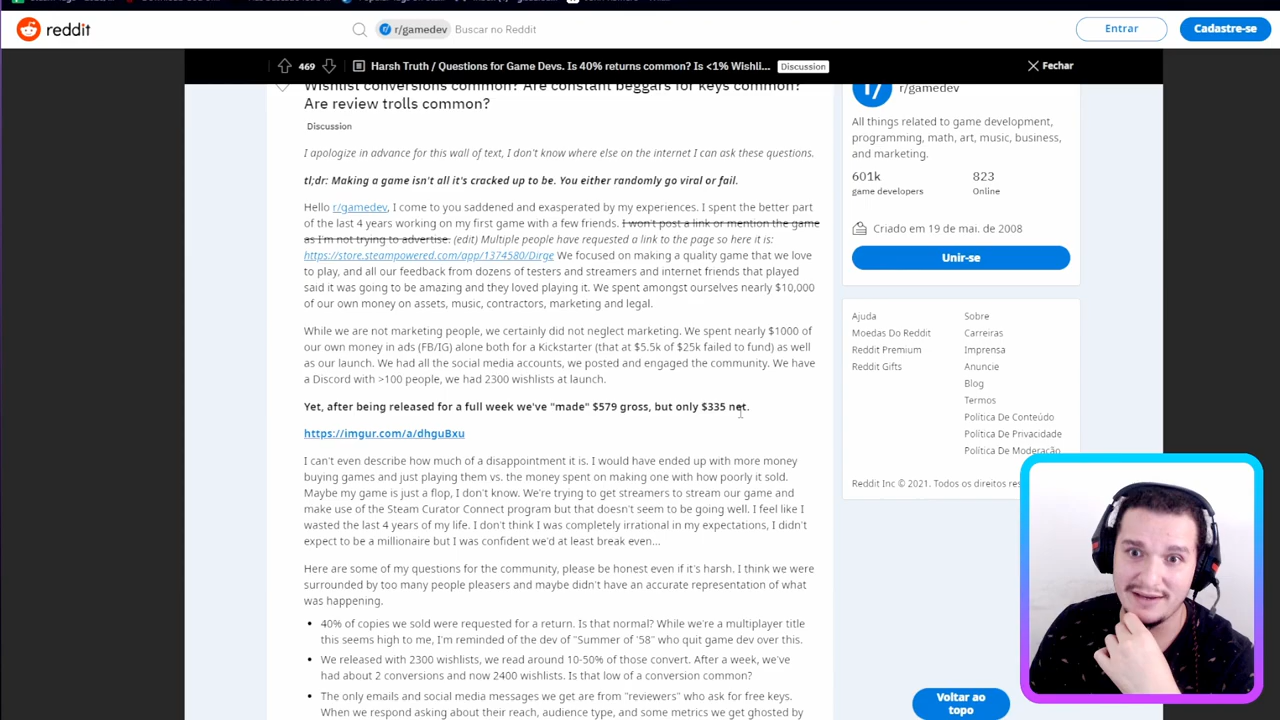 reddit
r/gamedev
Buscar no Reddit
Entrar
Cadastre-se
469
Harsh Truth / Questions for Game Devs. Is 40% returns common? Is <1% Wishli...
Discussion
Fechar
Wishlist conversions common? Are constant beggars for keys common?
Are review trolls common?
Discussion
I apologize in advance for this wall of text, I don't know where else on the internet I can ask these questions.
tl;dr: Making a game isn't all it's cracked up to be. You either randomly go viral or fail.
Hello r/gamedev, I come to you saddened and exasperated by my experiences. I spent the better part
of the last 4 years working on my first game with a few friends. I won't post a link or mention the game
as I'm not trying to advertise. (edit) Multiple people have requested a link to the page so here it is:
https://store.steampowered.com/app/1374580/Dirge We focused on making a quality game that we love
to play, and all our feedback from dozens of testers and streamers and internet friends that played
said it was going to be amazing and they loved playing it. We spent amongst ourselves nearly $10,000
of our own money on assets, music, contractors, marketing and legal.
While we are not marketing people, we certainly did not neglect marketing. We spent nearly $1000 of
our own money in ads (FB/IG) alone both for a Kickstarter (that at $5.5k of $25k failed to fund) as well
as our launch. We had all the social media accounts, we posted and engaged the community. We have
a Discord with >100 people, we had 2300 wishlists at launch.
Yet, after being released for a full week we've "made" $579 gross, but only $335 net.
https://imgur.com/a/dhguBxu
I can't even describe how much of a disappointment it is. I would have ended up with more money
buying games and just playing them vs. the money spent on making one with how poorly it sold.
Maybe my game is just a flop, I don't know. We're trying to get streamers to stream our game and
make use of the Steam Curator Connect program but that doesn't seem to be going well. I feel like I
wasted the last 4 years of my life. I don't think I was completely irrational in my expectations, I didn't
expect to be a millionaire but I was confident we'd at least break even...
Here are some of my questions for the community, please be honest even if it's harsh. I think we were
surrounded by too many people pleasers and maybe didn't have an accurate representation of what
was happening.
• 40% of copies we sold were requested for a return. Is that normal? While we're a multiplayer title
this seems high to me, I'm reminded of the dev of "Summer of '58" who quit game dev over this.
• We released with 2300 wishlists, we read around 10-50% of those convert. After a week, we've
had about 2 conversions and now 2400 wishlists. Is that low of a conversion common?
• The only emails and social media messages we get are from "reviewers" who ask for free keys.
When we respond asking about their reach, audience type, and some metrics we get ghosted by
r/gamedev
All things related to game development,
programming, math, art, music, business,
and marketing.
601k
823
game developers
Online
Criado em 19 de mai. de 2008
Unir-se
Ajuda
Sobre
Moedas Do Reddit
Carreiras
Reddit Premium
Imprensa
Reddit Gifts
Anuncie
Blog
Termos
Política De Conteúdo
Política De Privacidade
Política De Moderação
Reddit Inc © 2021. Todos os direitos
Voltar ao
topo